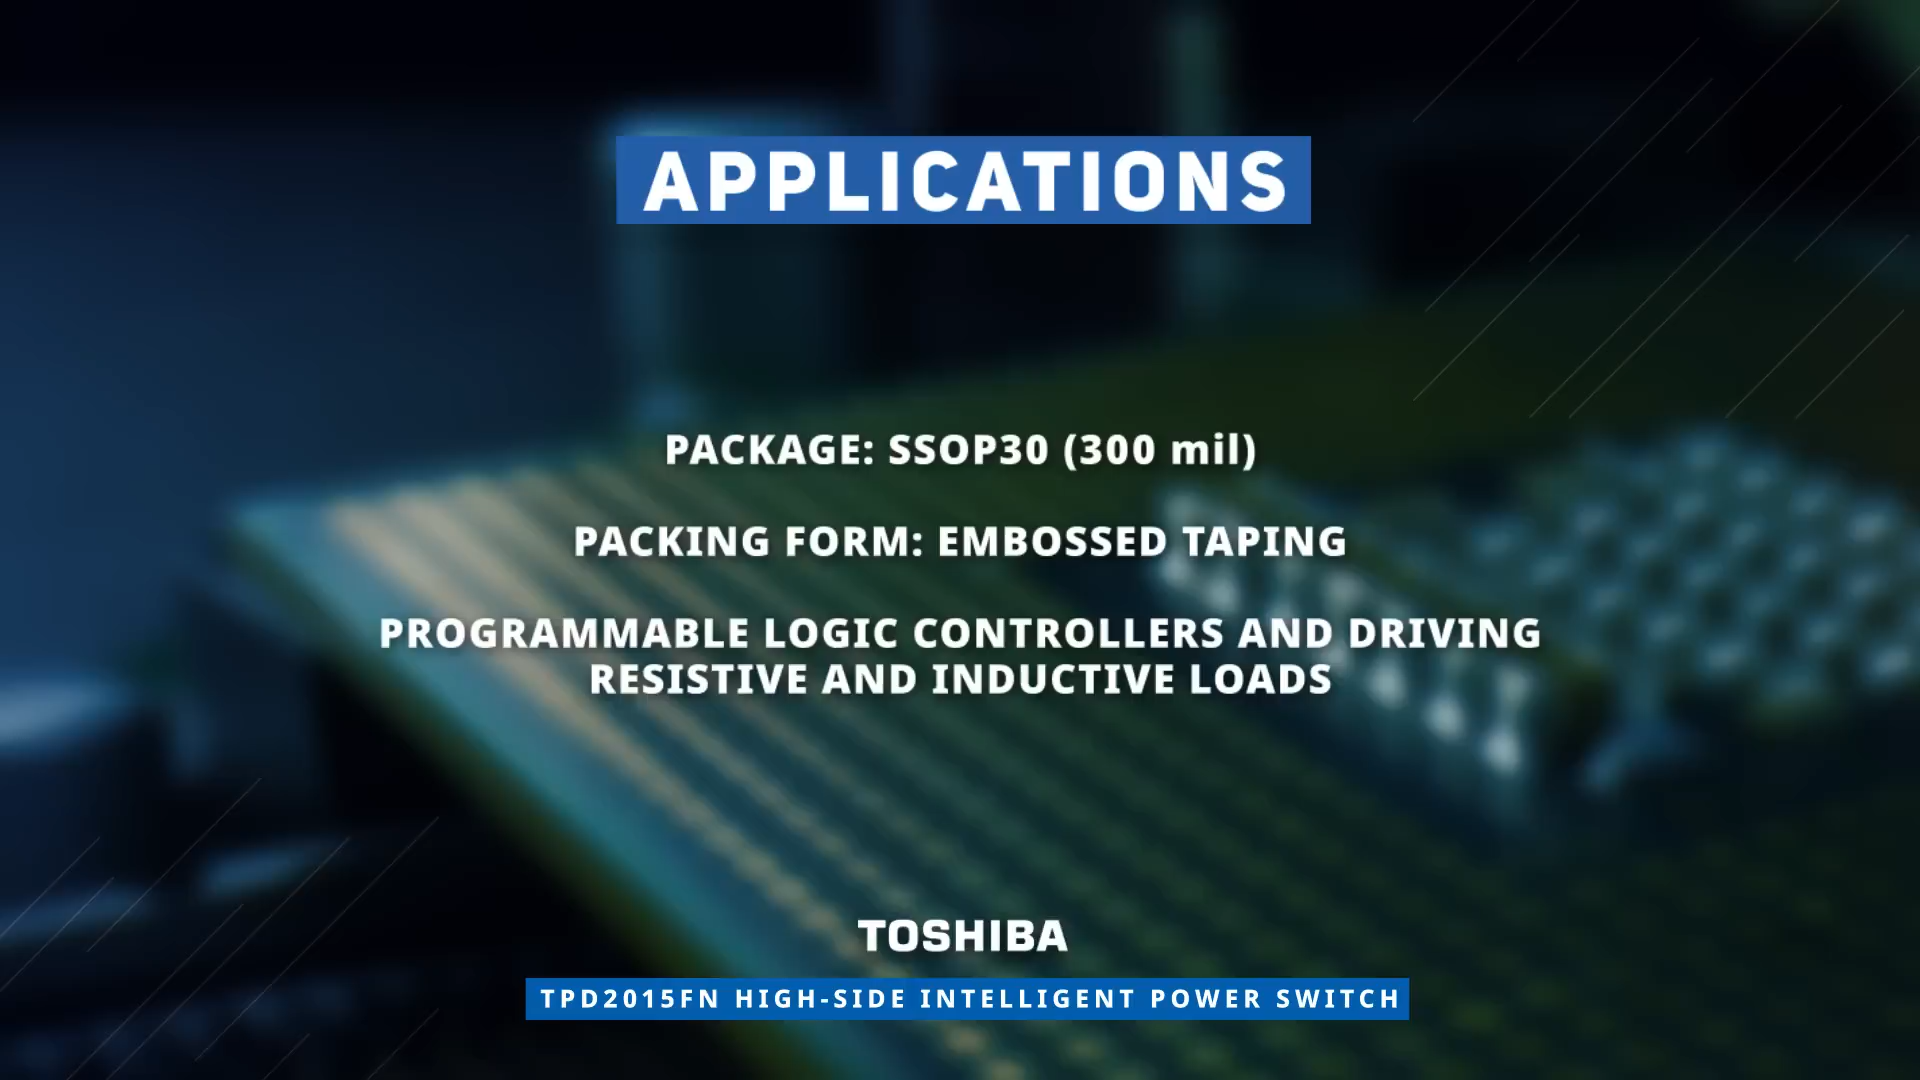 APPLICATIONS
PACKAGE: SSOP30 (300 mil)
PACKING FORM: EMBOSSED TAPING
PROGRAMMABLE LOGIC CONTROLLERS AND DRIVING
RESISTIVE AND INDUCTIVE LOADS
TOSHIBA
TPD2015FN HIGH-SIDE INTELLIGENT POWER SWITCH